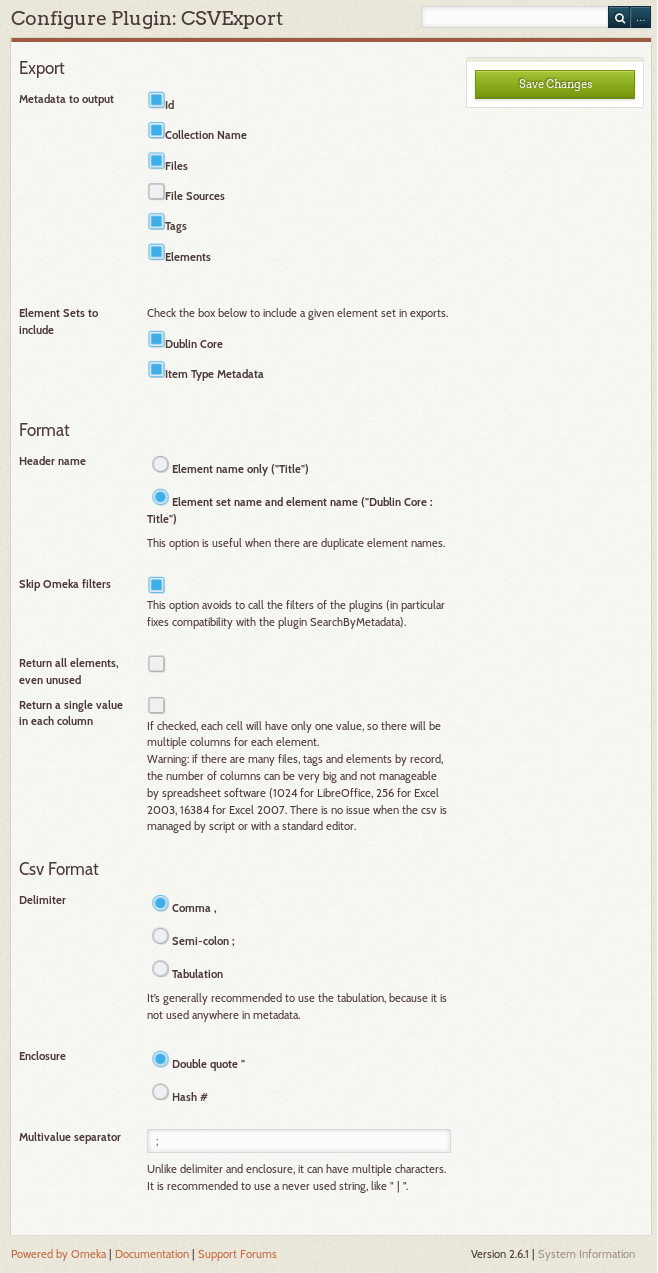 Configure Plugin: CSVExport
...
Export
Save Changes
Metadata to output
Id
Collection Name
Files
File Sources
Tags
Elements
Element Sets to
include
Check the box below to include a given element set in exports.
Dublin Core
Item Type Metadata
Format
Header name
Element name only ("Title")
Element set name and element name ("Dublin Core :
Title")
This option is useful when there are duplicate element names.
Skip Omeka filters
This option avoids to call the filters of the plugins (in particular
fixes compatibility with the plugin SearchByMetadata).
Return all elements,
even unused
Return a single value
in each column
If checked, each cell will have only one value, so there will be
multiple columns for each element.
Warning: if there are many files, tags and elements by record,
the number of columns can be very big and not manageable
by spreadsheet software (1024 for LibreOffice, 256 for Excel
2003, 16384 for Excel 2007. There is no issue when the csv is
managed by script or with a standard editor.
Csv Format
Delimiter
Comma ,
Semi-colon ;
Tabulation
It's generally recommended to use the tabulation, because it is
not used anywhere in metadata.
Enclosure
Double quote "
Hash #
Multivalue separator
;
Unlike delimiter and enclosure, it can have multiple characters.
It is recommended to use a never used string, like " | ".
Powered by Omeka | Documentation | Support Forums
Version 2.6.1 | System Information